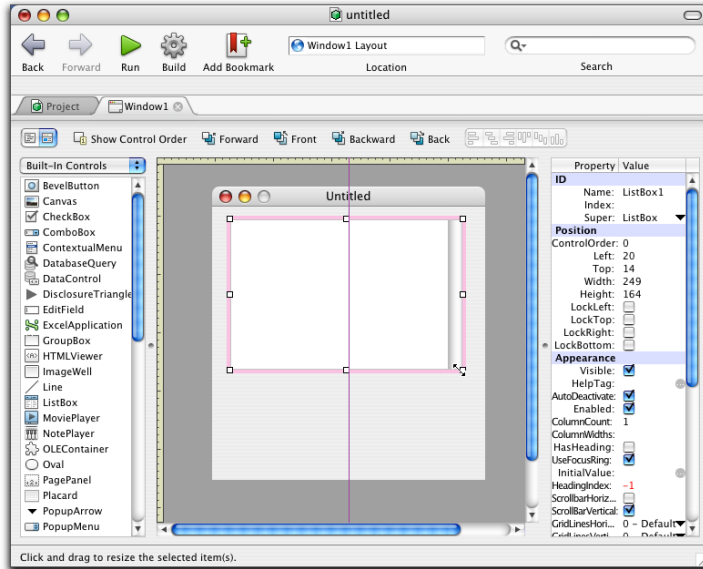 untitled
Back
Forward
Run
Build
Add Bookmark
Window1 Layout
Location
Search
Project
Window1
Show Control Order
Forward
Front
Backward
Back
Built-In Controls
BevelButton
Canvas
CheckBox
ComboBox
ContextualMenu
DatabaseQuery
DataControl
DisclosureTriangle
EditField
ExcelApplication
GroupBox
HTMLViewer
ImageWell
Line
ListBox
MoviePlayer
NotePlayer
OLEContainer
Oval
PagePanel
Placard
PopupArrow
PopupMenu
Untitled
Property Value
ID
Name: ListBox1
Index:
Super: ListBox
Position
ControlOrder: 0
Left: 20
Top: 14
Width: 249
Height: 164
LockLeft:
LockTop:
LockRight:
LockBottom:
Appearance
Visible:
HelpTag:
AutoDeactivate:
Enabled:
ColumnCount: 1
ColumnWidths:
HasHeading:
UseFocusRing:
InitialValue:
HeadingIndex: -1
ScrollbarHoriz...
ScrollBarVertical:
GridLinesHori... 0 - Default
GridLinesVerti... 0 - Default
Click and drag to resize the selected item(s).